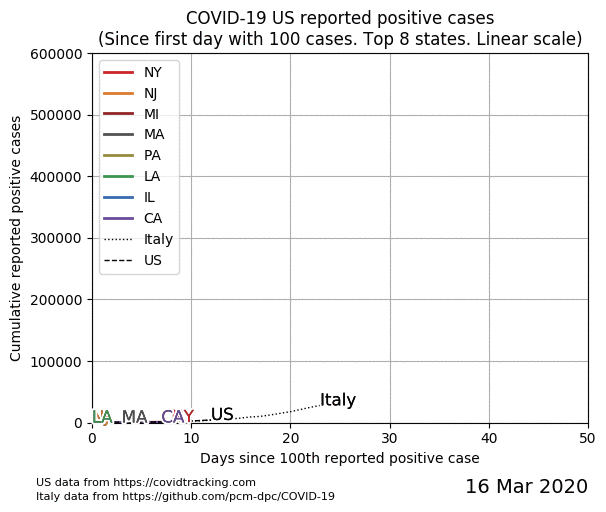 COVID-19 US reported positive cases
(Since first day with 100 cases. Top 8 states. Linear scale)
600000
500000
400000
300000
200000
100000
0
Cumulative reported positive cases
NY
NJ
MI
MA
PA
LA
IL
CA
Italy
US
LA
MA
CA
US
Italy
0 10 20 30 40 50
Days since 100th reported positive case
US data from https://covidtracking.com
Italy data from https://github.com/pcm-dpc/COVID-19
16 Mar 2020